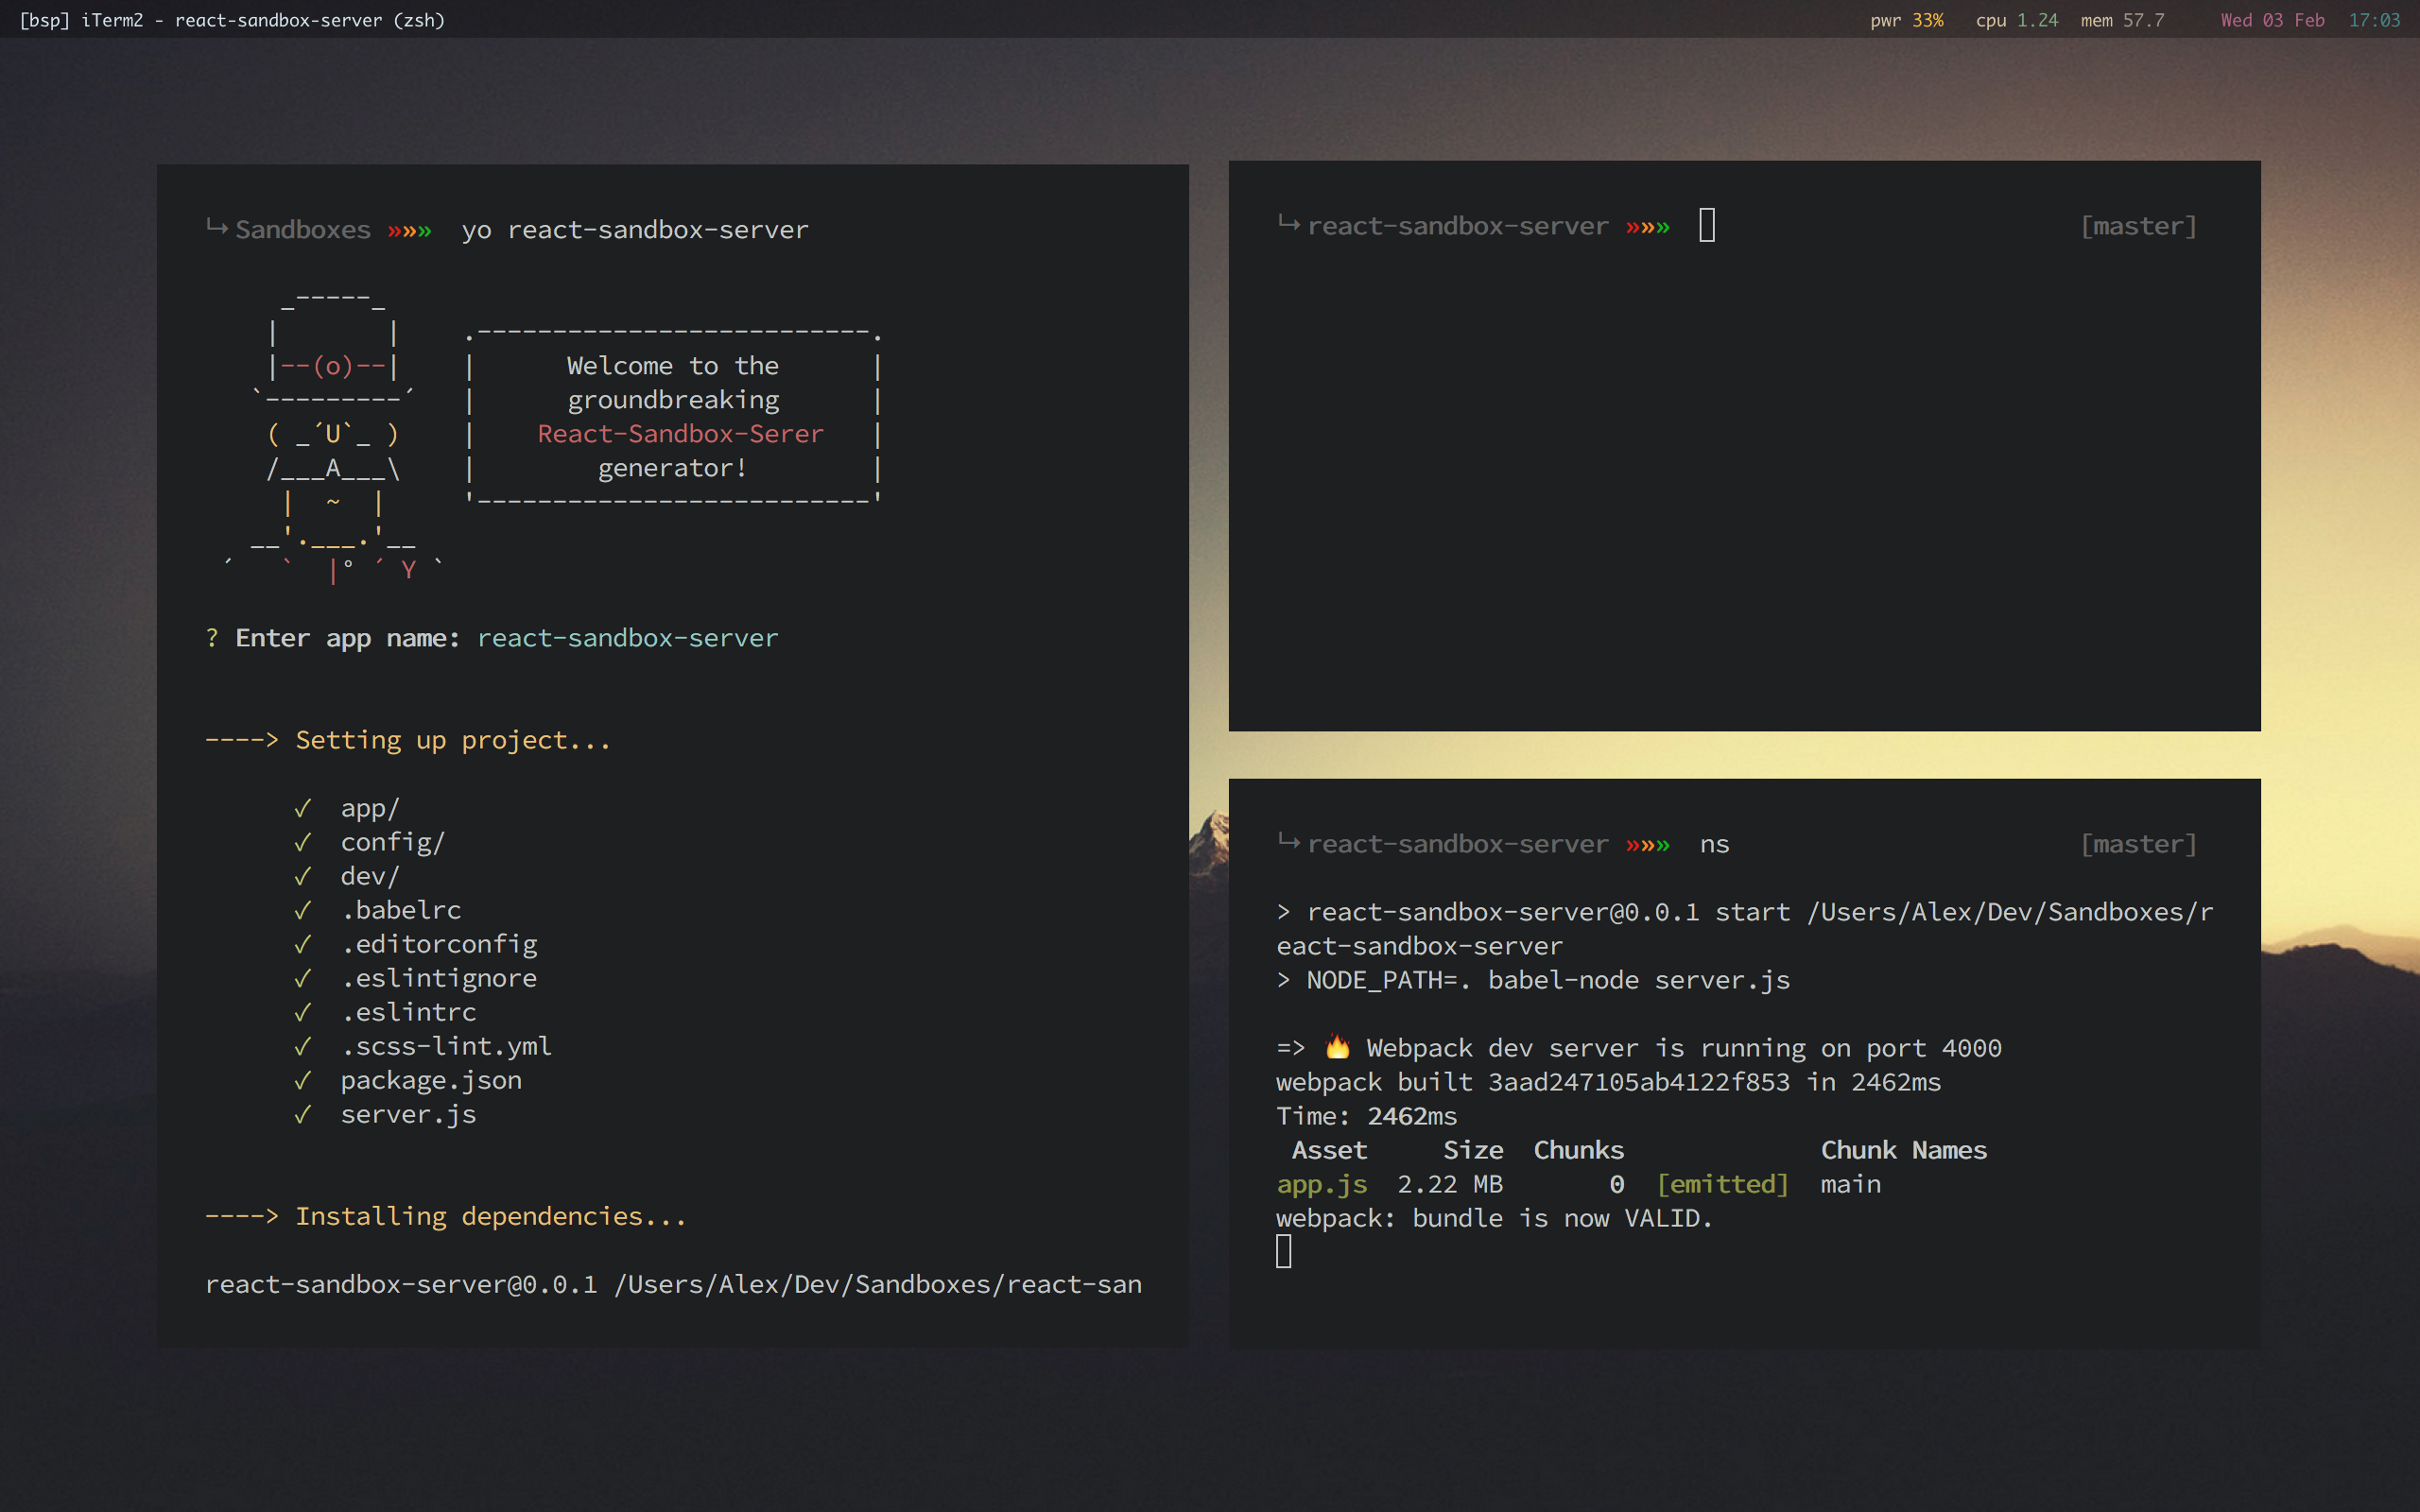 [bsp] iTerm2 - react-sandbox-server (zsh)
pwr 33% cpu 1.24 mem 57.7 Wed 03 Feb 17:03
↳ Sandboxes »»» yo react-sandbox-server
     _-----_
    |       |    .--------------------------.
    |--(o)--|    |      Welcome to the      |
   `---------´   |      groundbreaking      |
    ( _´U`_ )    |    React-Sandbox-Serer   |
    /___A___\    |        generator!        |
     |  ~  |     '--------------------------'
   __'.___.'__
 ´   `  |° ´ Y `
? Enter app name: react-sandbox-server
----> Setting up project...
✓ app/
✓ config/
✓ dev/
✓ .babelrc
✓ .editorconfig
✓ .eslintignore
✓ .eslintrc
✓ .scss-lint.yml
✓ package.json
✓ server.js
----> Installing dependencies...
react-sandbox-server@0.0.1 /Users/Alex/Dev/Sandboxes/react-san
↳ react-sandbox-server »»» [master]
↳ react-sandbox-server »»» ns [master]
> react-sandbox-server@0.0.1 start /Users/Alex/Dev/Sandboxes/r
eact-sandbox-server
> NODE_PATH=. babel-node server.js
=> 🔥 Webpack dev server is running on port 4000
webpack built 3aad247105ab4122f853 in 2462ms
Time: 2462ms
Asset Size Chunks Chunk Names
app.js 2.22 MB 0 [emitted] main
webpack: bundle is now VALID.